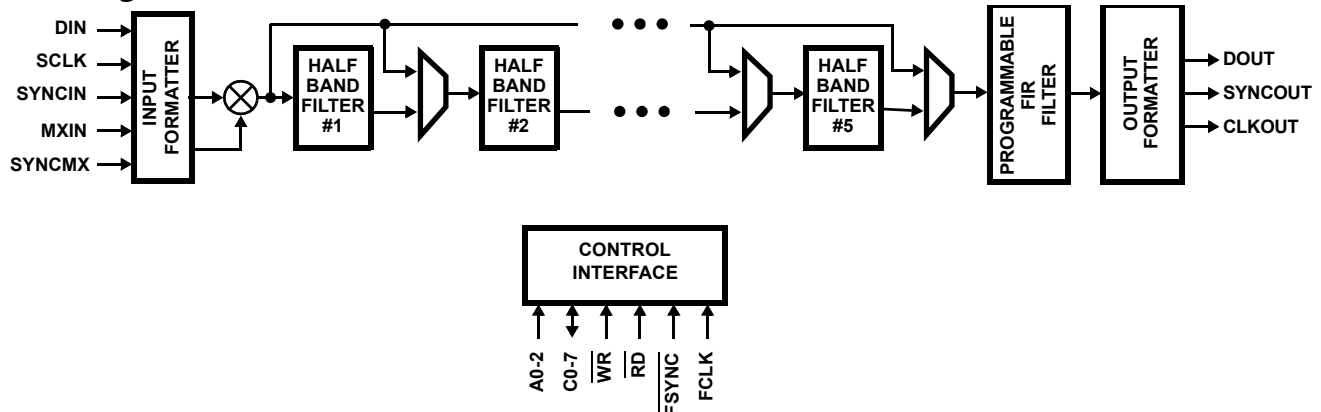 DIN
SCLK
SYNCIN
MXIN
SYNCMX
INPUT
FORMATTER
HALF
BAND
FILTER
#1
HALF
BAND
FILTER
#2
HALF
BAND
FILTER
#5
PROGRAMMABLE
FIR
FILTER
OUTPUT
FORMATTER
DOUT
SYNCOUT
CLKOUT
CONTROL
INTERFACE
A0-2
C0-7
WR
RD
FSYNC
FCLK